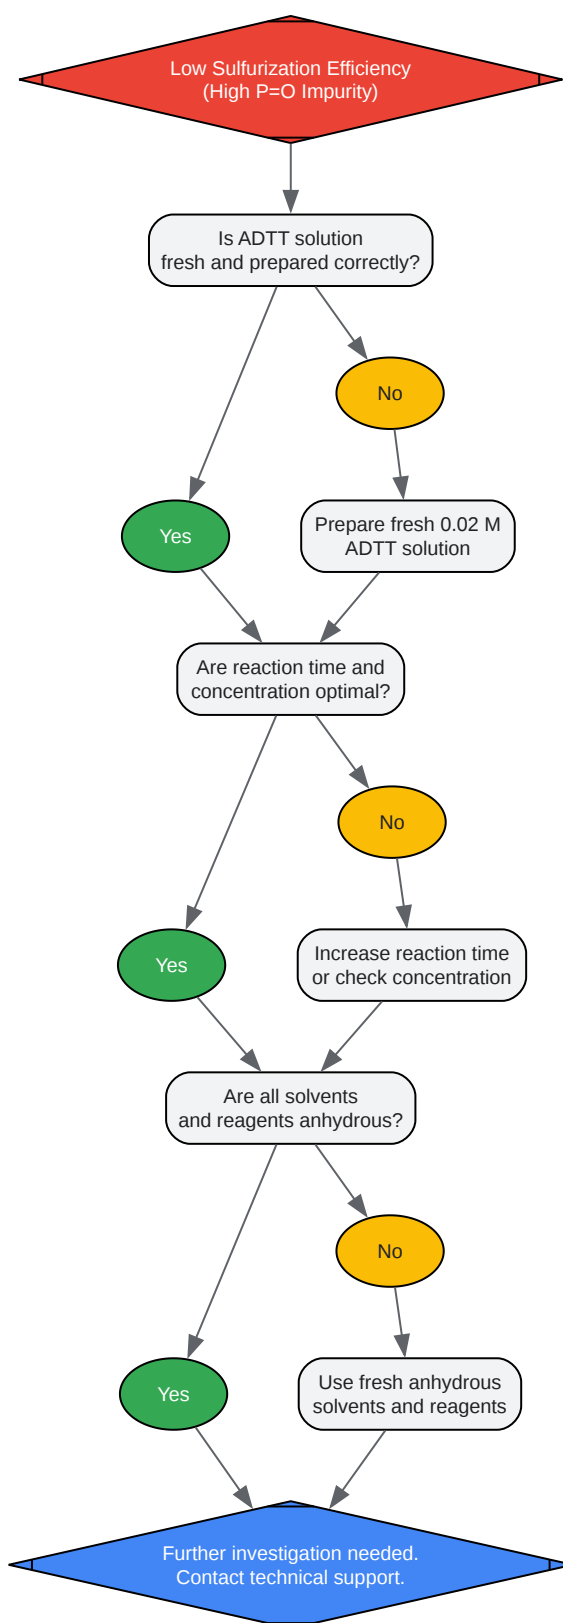 Low Sulfurization Efficiency
(High P=O Impurity)
Is ADTT solution
fresh and prepared correctly?
No
Yes
Prepare fresh 0.02 M
ADTT solution
Are reaction time and
concentration optimal?
No
Yes
Increase reaction time
or check concentration
Are all solvents
and reagents anhydrous?
No
Yes
Use fresh anhydrous
solvents and reagents
Further investigation needed.
Contact technical support.